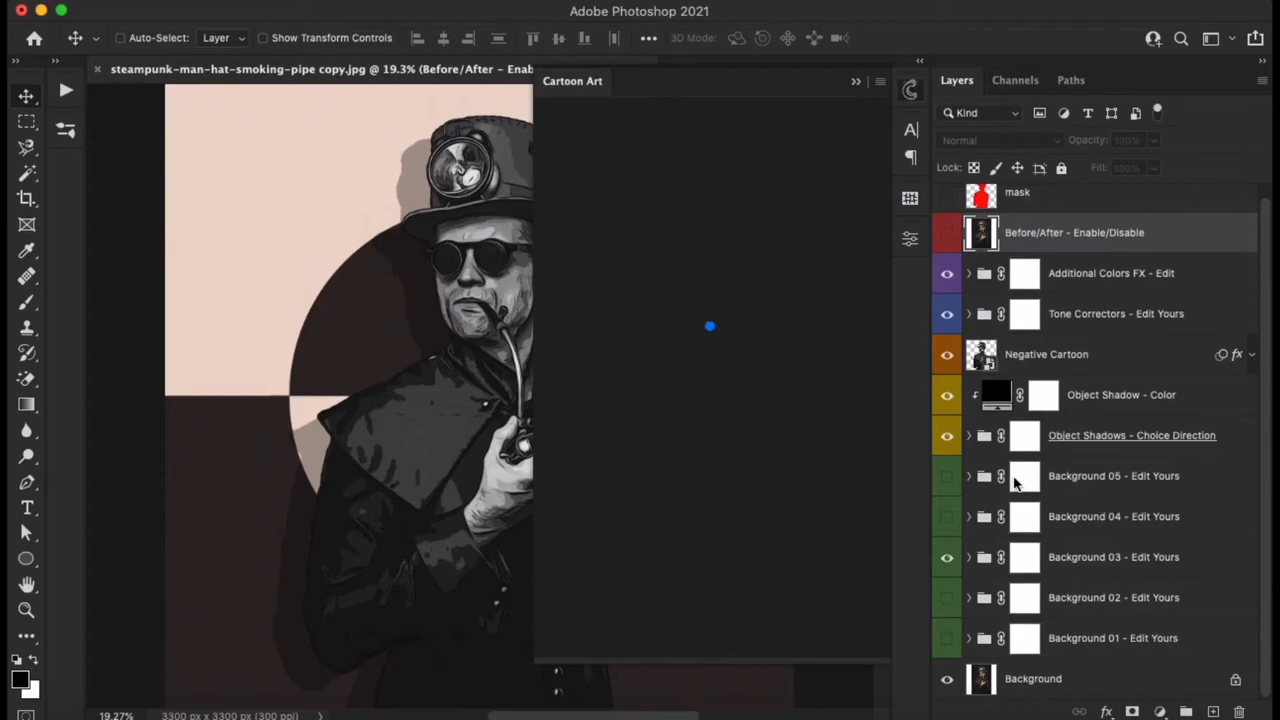 Adobe Photoshop 2021
Auto-Select:
Layer
Show Transform Controls
3D Mode:
steampunk-man-hat-smoking-pipe copy.jpg @ 19.3% (Before/After - Enab
Cartoon Art
Layers
Channels
Paths
Kind
Normal
Opacity: 100%
Lock:
Fill: 100%
mask
Before/After - Enable/Disable
Additional Colors FX - Edit
Tone Correctors - Edit Yours
Negative Cartoon
fx
Object Shadow - Color
Object Shadows - Choice Direction
Background 05 - Edit Yours
Background 04 - Edit Yours
Background 03 - Edit Yours
Background 02 - Edit Yours
Background 01 - Edit Yours
Background
19.27%
3300 px x 3300 px (300 ppi)
fx